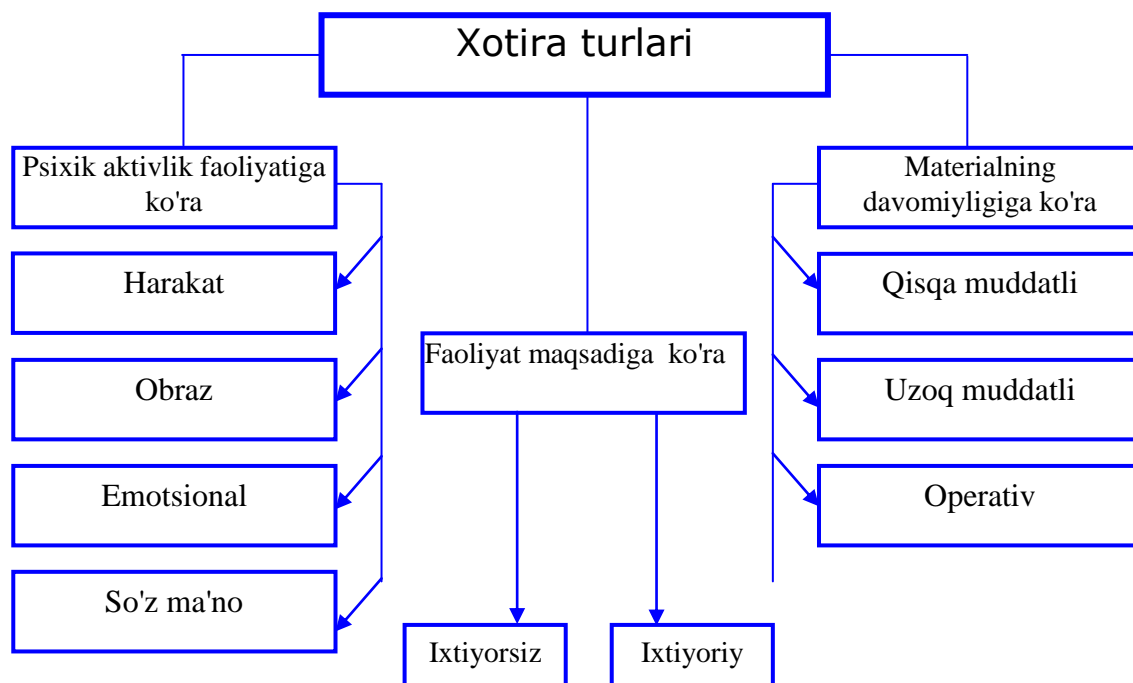 Xotira turlari
Psixik aktivlik faoliyatiga
ko'ra
Harakat
Obraz
Emotsional
So'z ma'no
Faoliyat maqsadiga ko'ra
Ixtiyorsiz
Ixtiyoriy
Materialning
davomiyligiga ko'ra
Qisqa muddatli
Uzoq muddatli
Operativ